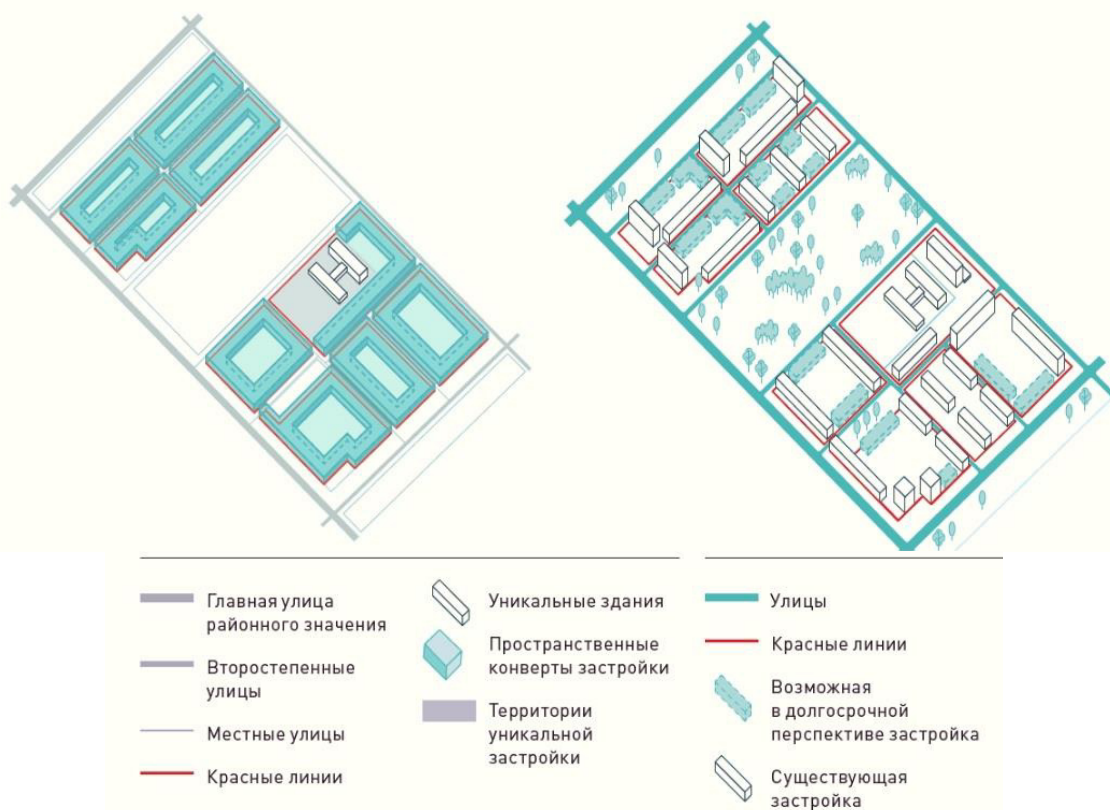 Главная улица
районного значения
Второстепенные
улицы
Местные улицы
Красные линии
Уникальные здания
Пространственные
конверты застройки
Территории
уникальной
застройки
Улицы
Красные линии
Возможная
в долгосрочной
перспективе застройка
Существующая
застройка